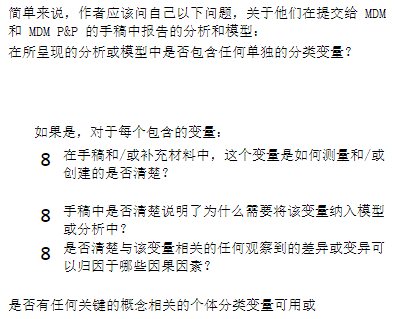 简单来说，作者应该问自己以下问题，关于他们在提交给 MDM
和 MDM P&P 的手稿中报告的分析和模型：
在所呈现的分析或模型中是否包含任何单独的分类变量？
如果是，对于每个包含的变量：
8 在手稿和/或补充材料中，这个变量是如何测量和/或
创建的是否清楚？
8 手稿中是否清楚说明了为什么需要将该变量纳入模型
或分析中？
8 是否清楚与该变量相关的任何观察到的差异或变异可
以归因于哪些因果因素？
是否有任何关键的概念相关的个体分类变量可用或